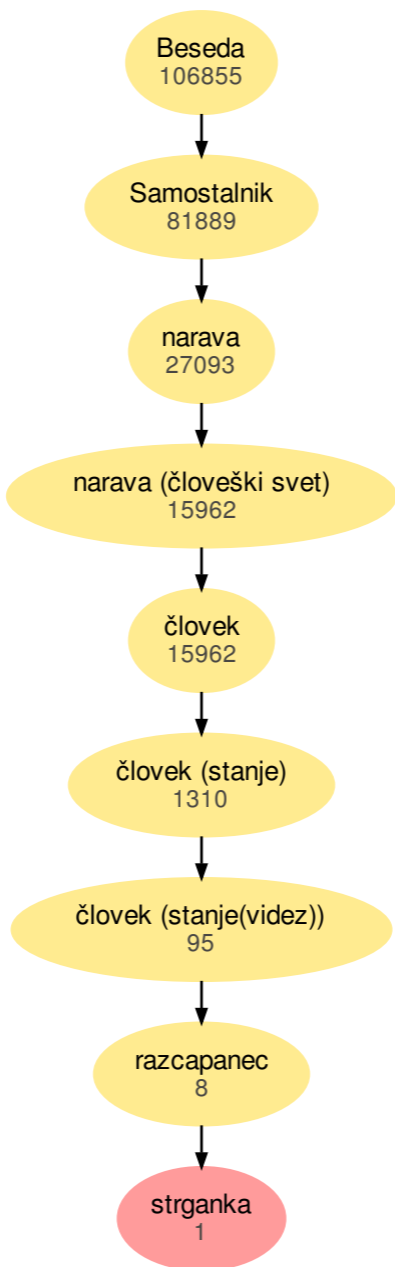 Beseda
106855
Samostalnik
81889
narava
27093
narava (človeški svet)
15962
človek
15962
človek (stanje)
1310
človek (stanje(videz))
95
razcapanec
8
strganka
1